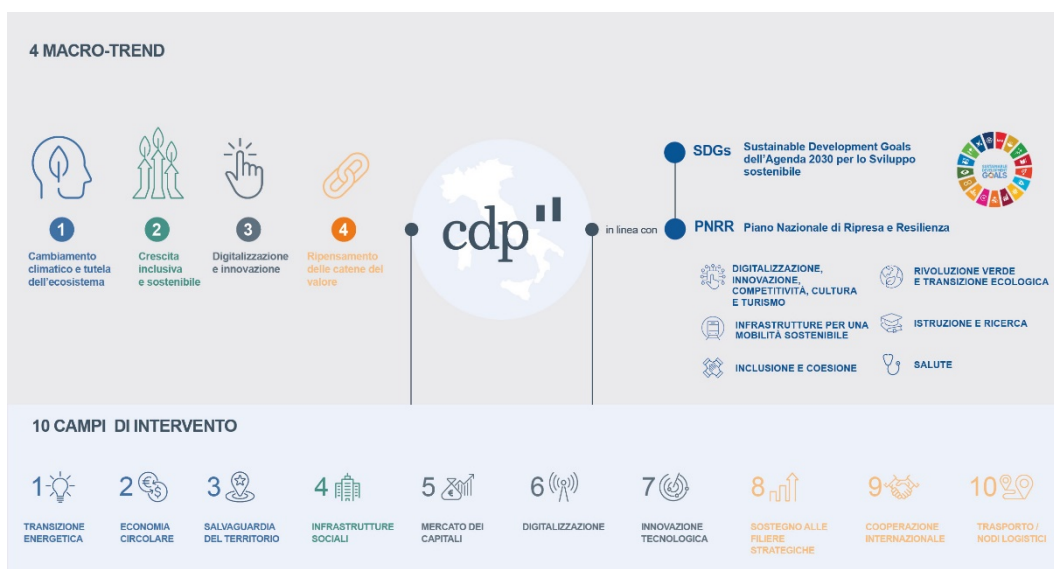 4 MACRO-TREND
1
Cambiamento
climatico e tutela
dell'ecosistema
2
Crescita
inclusiva
e sostenibile
3
Digitalizzazione
e innovazione
4
Ripensamento
delle catene del
valore
cdp
in linea con
SDGs
Sustainable Development Goals
dell'Agenda 2030 per lo Sviluppo
sostenibile
SUSTAINABLE
DEVELOPMENT
GOALS
PNRR
Piano Nazionale di Ripresa e Resilienza
DIGITALIZZAZIONE,
INNOVAZIONE,
COMPETITIVITÀ, CULTURA
E TURISMO
RIVOLUZIONE VERDE
E TRANSIZIONE ECOLOGICA
INFRASTRUTTURE PER UNA
MOBILITÀ SOSTENIBILE
ISTRUZIONE E RICERCA
INCLUSIONE E COESIONE
SALUTE
10 CAMPI DI INTERVENTO
1
TRANSIZIONE
ENERGETICA
2
€
$
ECONOMIA
CIRCOLARE
3
SALVAGUARDIA
DEL TERRITORIO
4
INFRASTRUTTURE
SOCIALI
5
€
MERCATO DEI
CAPITALI
6
DIGITALIZZAZIONE
7
INNOVAZIONE
TECNOLOGICA
8
SOSTEGNO ALLE
FILIERE
STRATEGICHE
9
COOPERAZIONE
INTERNAZIONALE
10
TRASPORTO /
NODI LOGISTICI